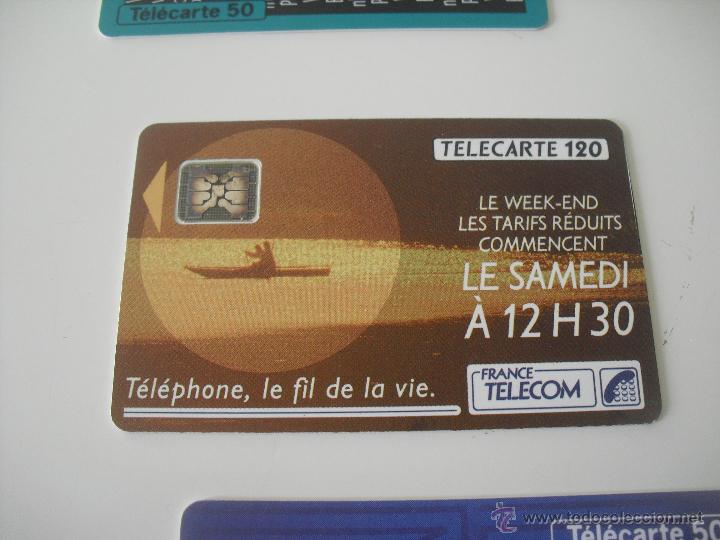 Télécarte 50
TELECARTE 120
LE WEEK-END
LES TARIFS RÉDUITS
COMMENCENT
LE SAMEDI
À 12 H 30
Téléphone, le fil de la vie.
FRANCE
TELECOM
Télécarte 50
todocoleccion.net